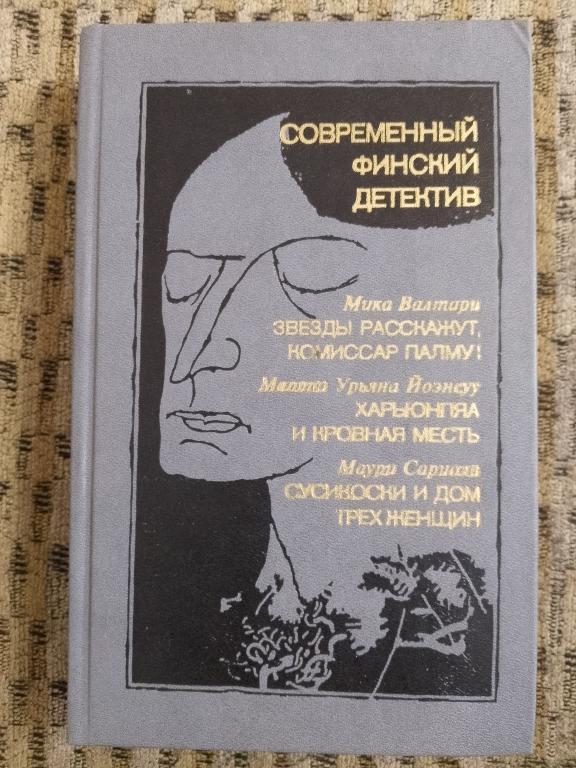 СОВРЕМЕННЫЙ
ФИНСКИЙ
ДЕТЕКТИВ
Мика Валтари
ЗВЕЗДЫ РАССКАЖУТ,
КОМИССАР ПАЛМУ!
Матти Урьяна Йоэнсуу
ХАРЬЮНПЯА
И КРОВНАЯ МЕСТЬ
Маури Сариола
СУСИКОСКИ И ДОМ
ТРЕХ ЖЕНЩИН